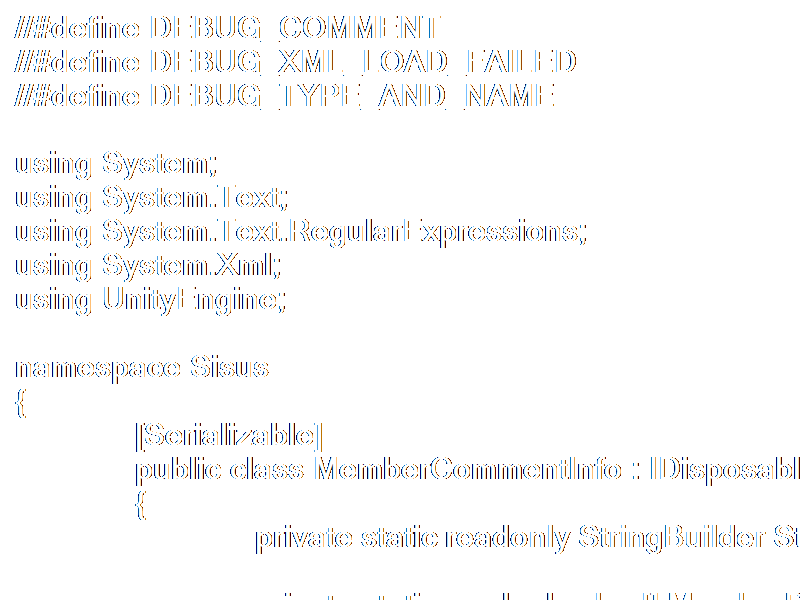 //#define DEBUG_COMMENT
//#define DEBUG_XML_LOAD_FAILED
//#define DEBUG_TYPE_AND_NAME
using System;
using System.Text;
using System.Text.RegularExpressions;
using System.Xml;
using UnityEngine;
namespace Sisus
{
[Serializable]
public class MemberCommentInfo : IDisposabl
{
private static readonly StringBuilder St